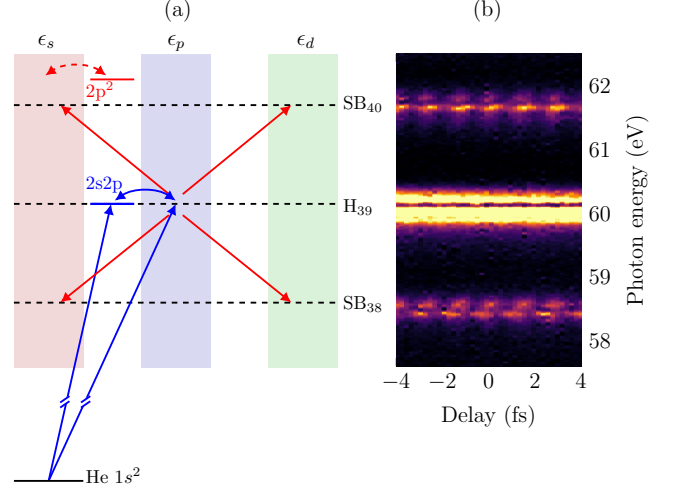 (a)
(b)
ϵs ϵp ϵd
2p²
SB₄₀
2s2p
H₃₉
SB₃₈
He 1s²
62
61
60
59
58
Photon energy (eV)
−4 −2 0 2 4
Delay (fs)